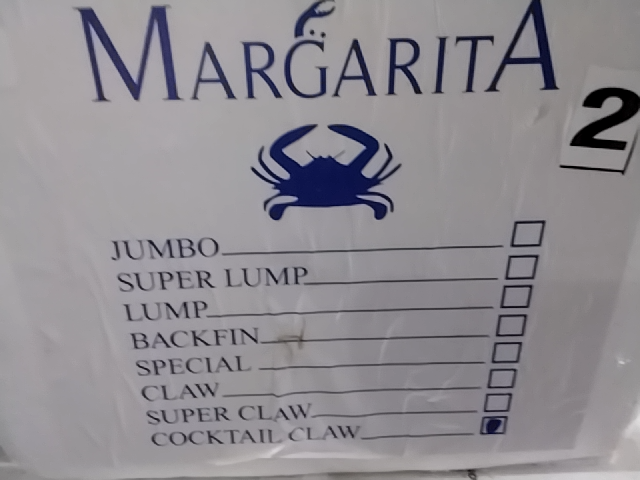 MARGARITA
2
JUMBO
SUPER LUMP
LUMP
BACKFIN
SPECIAL
CLAW
SUPER CLAW
COCKTAIL CLAW